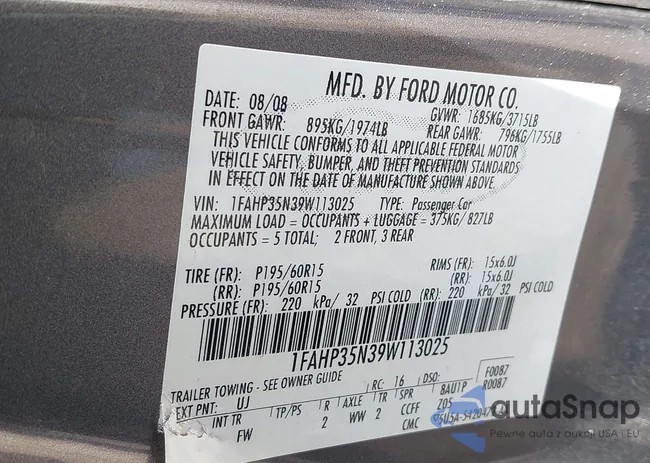 MFD. BY FORD MOTOR CO.
DATE: 08/08 GVWR: 1685KG/3715LB
FRONT GAWR: 895KG/1974LB REAR GAWR: 796KG/1755LB
THIS VEHICLE CONFORMS TO ALL APPLICABLE FEDERAL MOTOR
VEHICLE SAFETY, BUMPER, AND THEFT PREVENTION STANDARDS
IN EFFECT ON THE DATE OF MANUFACTURE SHOWN ABOVE.
VIN: 1FAHP35N39W113025 TYPE: Passenger Car
MAXIMUM LOAD = OCCUPANTS + LUGGAGE = 375KG/ 827LB
OCCUPANTS = 5 TOTAL; 2 FRONT, 3 REAR
TIRE (FR): P195/60R15 RIMS (FR): 15x6.0J
(RR): P195/60R15 (RR): 15x6.0J
PRESSURE (FR): 220 kPa/ 32 PSI COLD (RR): 220 kPa/ 32 PSI COLD
1FAHP35N39W113025
TRAILER TOWING - SEE OWNER GUIDE RC: 16 DSO: F0087
EXT PNT: UJ 8AU1P R0087
INT TR TP/PS R AXLE TR SPR Z05
FW 2 WW 2 CCFF
CMC
autoSnap
Pewne auta z aukcji USA i EU